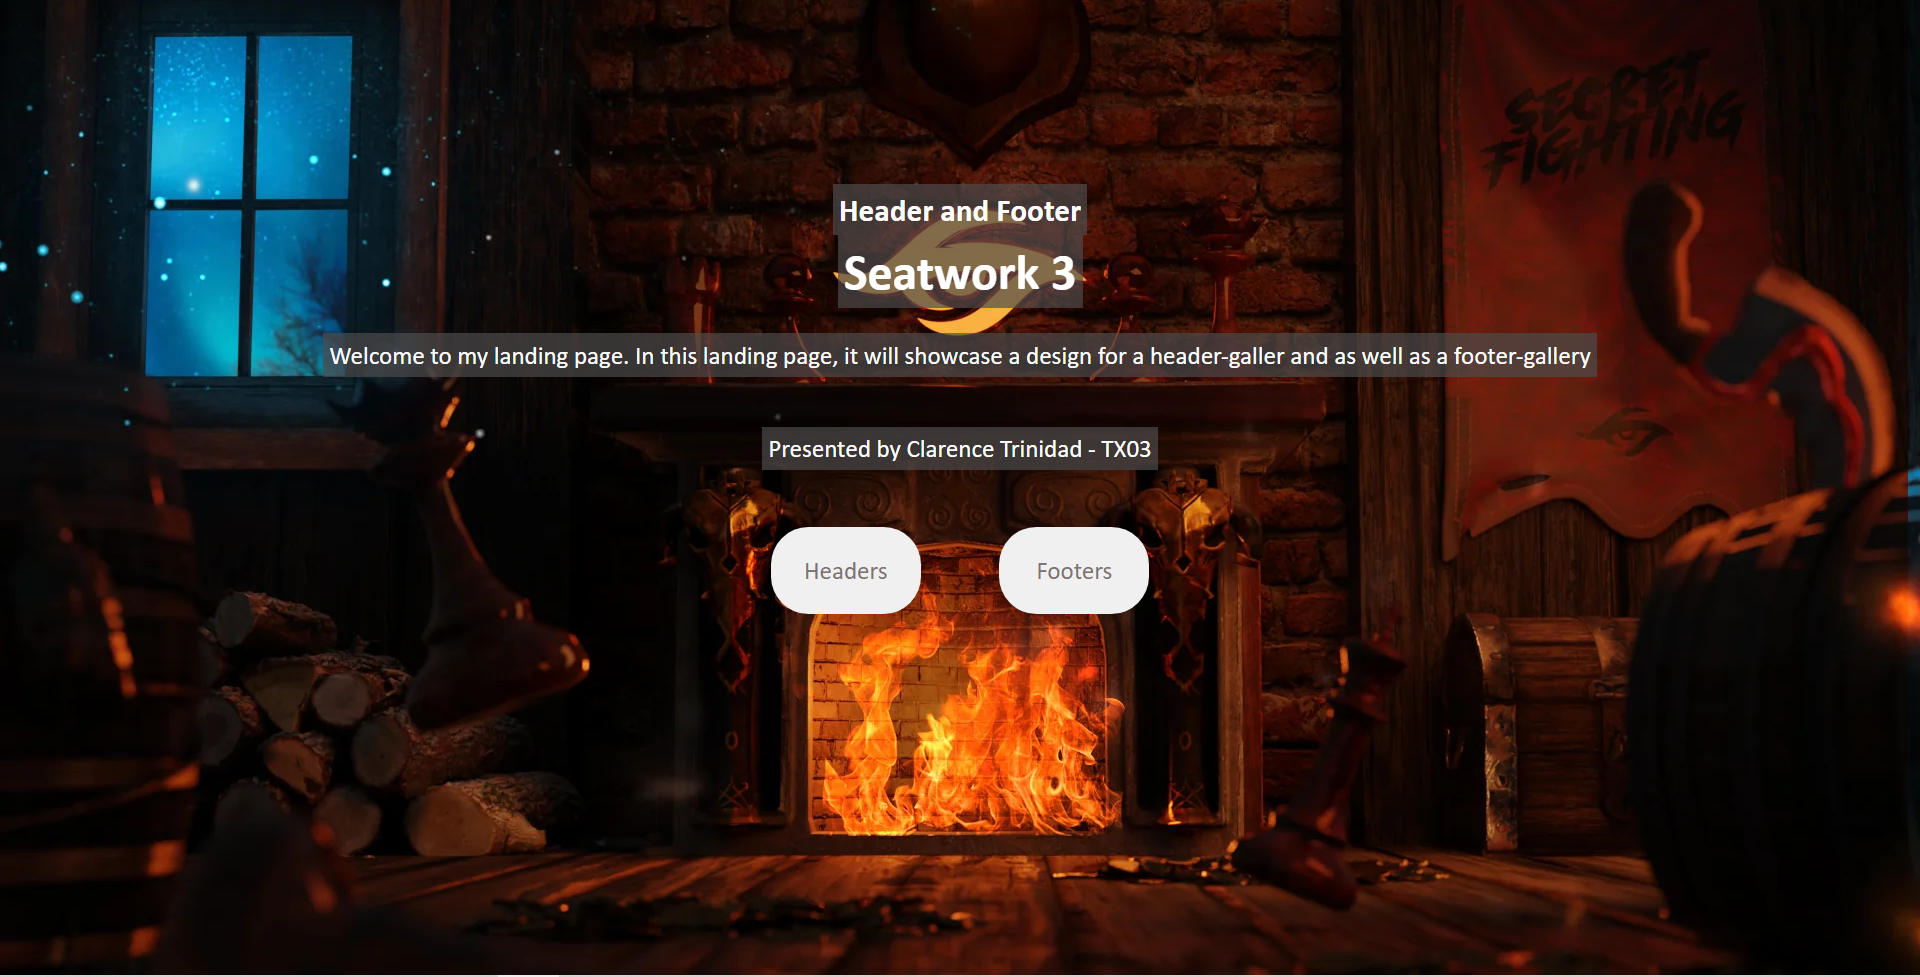 SECRET
FIGHTING
Header and Footer
Seatwork 3
Welcome to my landing page. In this landing page, it will showcase a design for a header-galler and as well as a footer-gallery
Presented by Clarence Trinidad - TX03
Headers
Footers